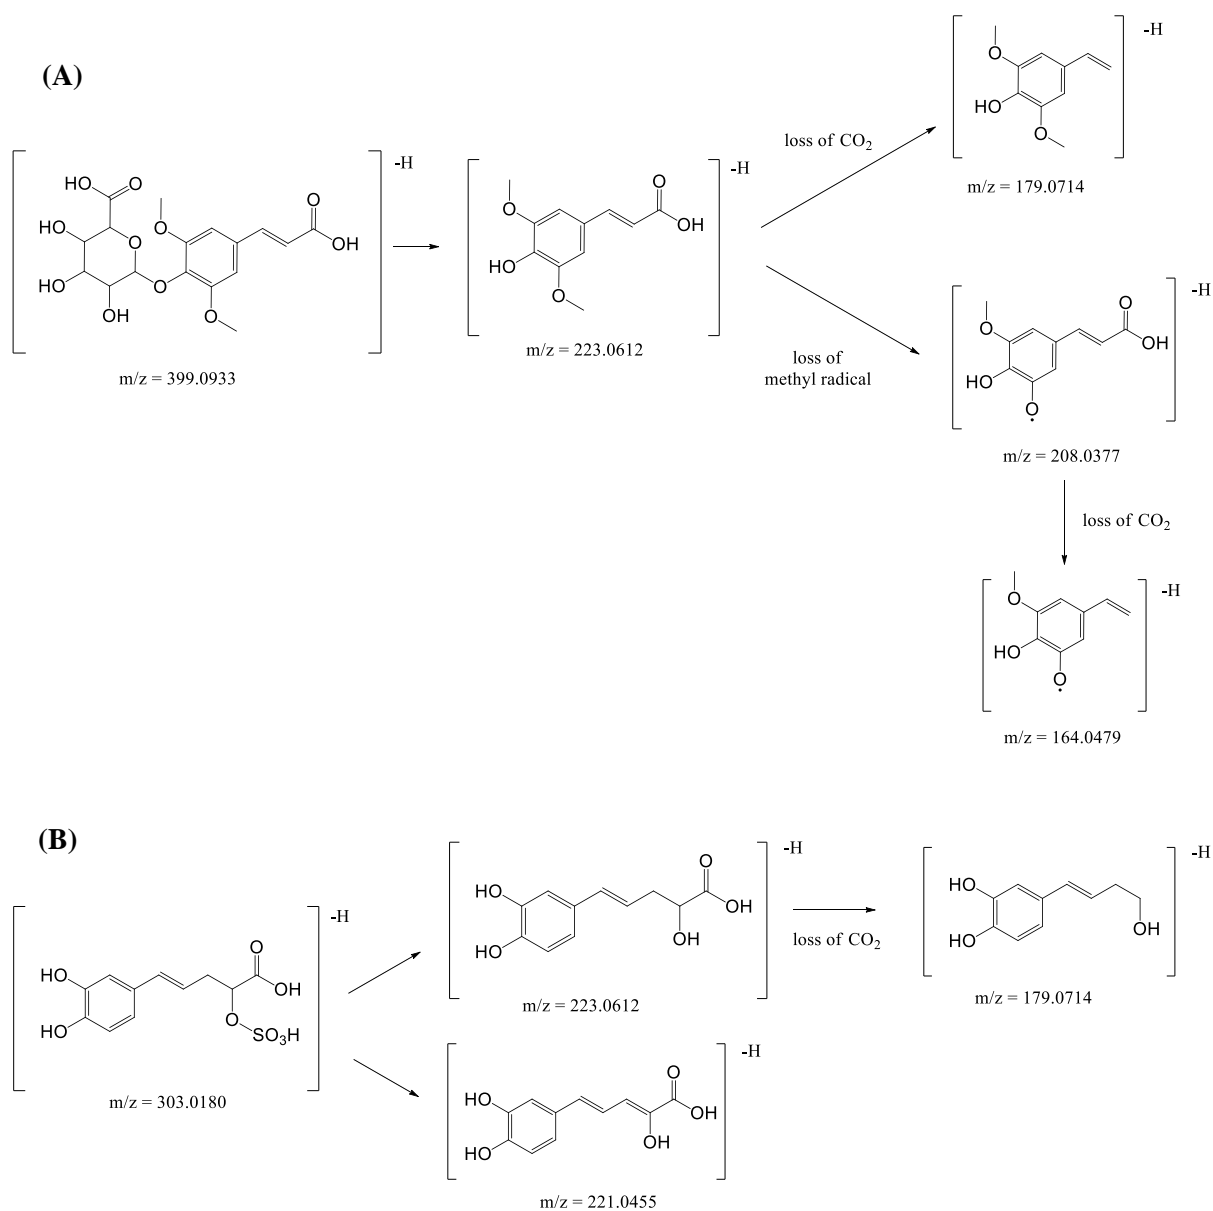 (A)
-H
HO
O
HO
O
O
O
OH
HO
O
HO
O
OH
m/z = 399.0933
-H
O
O
OH
HO
O
m/z = 223.0612
loss of CO₂
-H
O
HO
O
m/z = 179.0714
loss of
methyl radical
-H
O
O
OH
HO
O
m/z = 208.0377
loss of CO₂
-H
O
HO
O
m/z = 164.0479
(B)
-H
HO
O
OH
HO
O
SO₃H
m/z = 303.0180
-H
HO
O
OH
HO
OH
m/z = 223.0612
loss of CO₂
-H
HO
HO
OH
m/z = 179.0714
-H
HO
O
OH
HO
OH
m/z = 221.0455